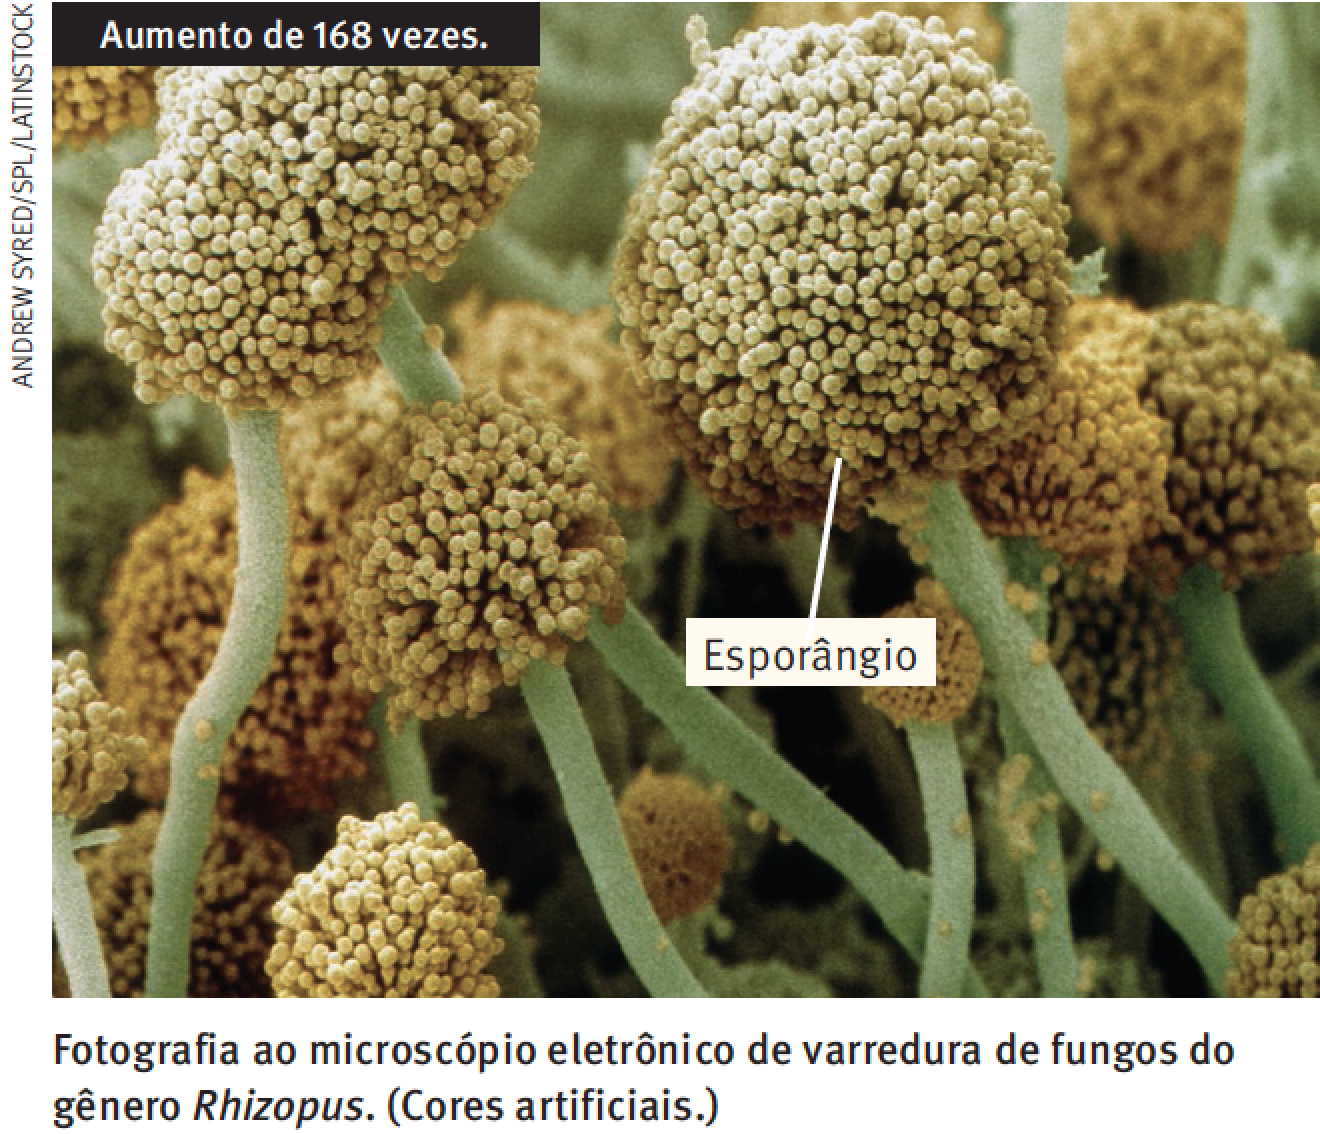 Aumento de 168 vezes.
ANDREW SYRED/SPL/LATINSTOCK
Esporângio
Fotografia ao microscópio eletrônico de varredura de fungos do
gênero Rhizopus. (Cores artificiais.)